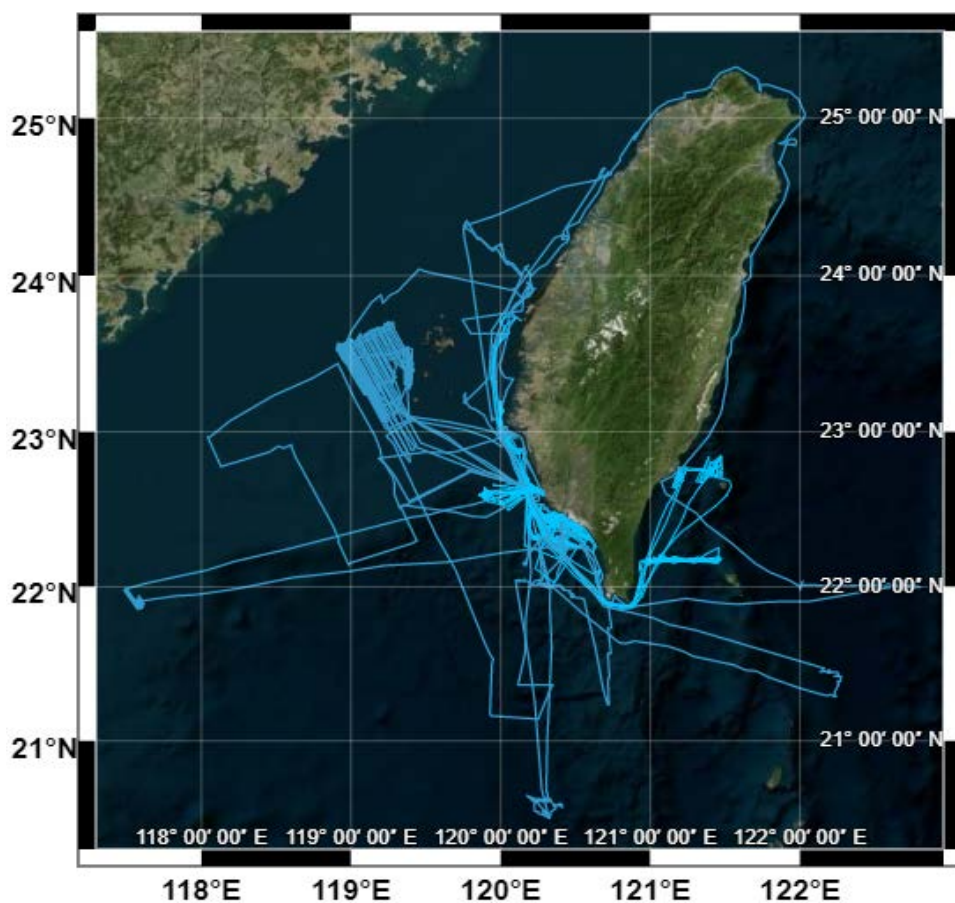 25°N
25° 00' 00" N
24°N
24° 00' 00" N
23°N
23° 00' 00" N
22°N
22° 00' 00" N
21°N
21° 00' 00" N
118° 00' 00" E
119° 00' 00" E
120° 00' 00" E
121° 00' 00" E
122° 00' 00" E
118°E
119°E
120°E
121°E
122°E